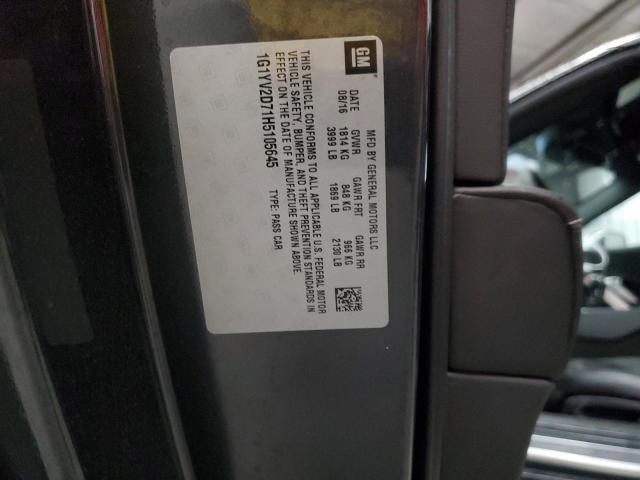 GM
MFD BY GENERAL MOTORS LLC
DATE GVWR GAWR FRT GAWR RR
08/16 1814 KG 848 KG 966 KG
3999 LB 1869 LB 2130 LB
THIS VEHICLE CONFORMS TO ALL APPLICABLE U.S. FEDERAL MOTOR
VEHICLE SAFETY, BUMPER, AND THEFT PREVENTION STANDARDS IN
EFFECT ON THE DATE OF MANUFACTURE SHOWN ABOVE.
1G1YV2D71H5105645 TYPE: PASS CAR